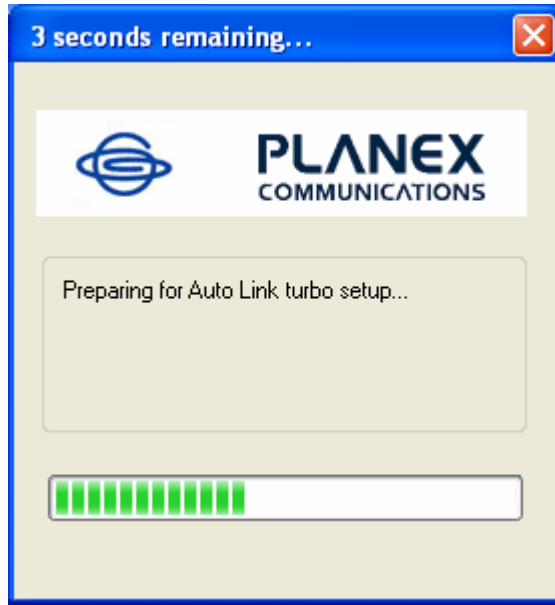 3 seconds remaining...
PLANEX
COMMUNICATIONS
Preparing for Auto Link turbo setup...